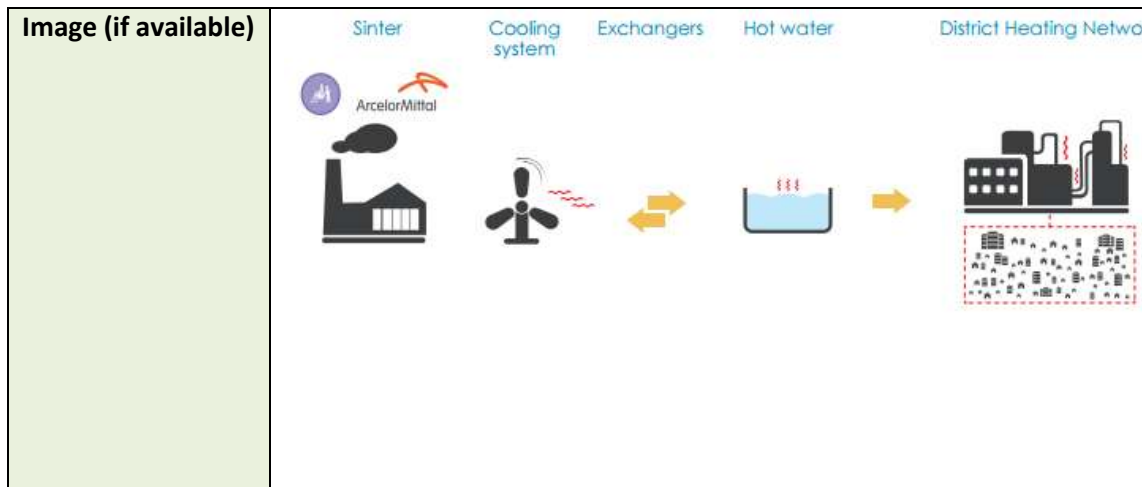 Image (if available)
Sinter
Cooling
system
Exchangers
Hot water
District Heating Netwo
ArcelorMittal